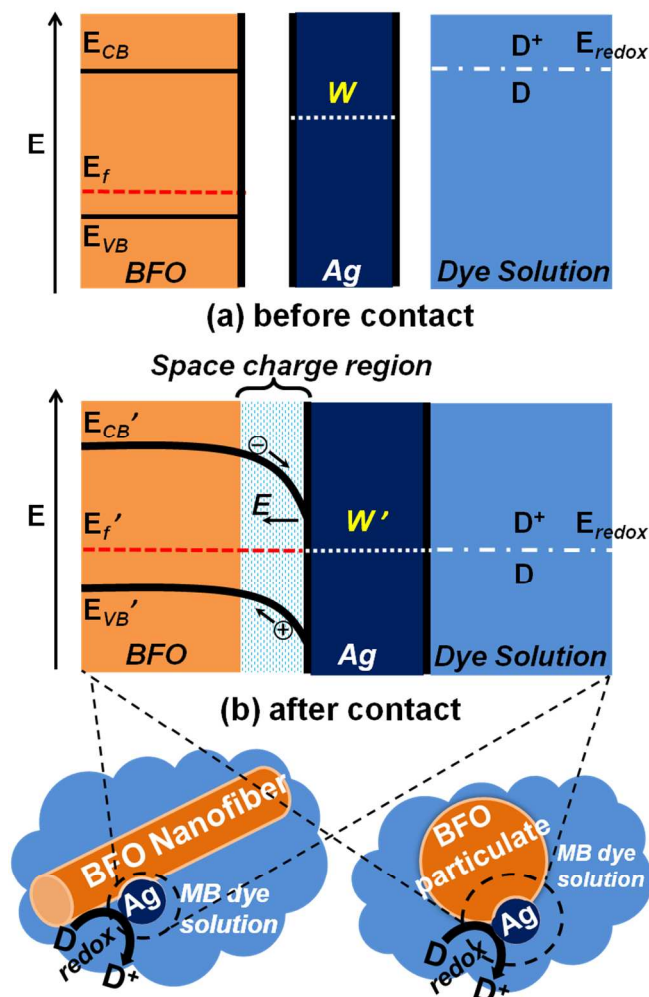 E_CB
D⁺ E_redox
W
D
E
E_f
E_VB
BFO
Ag
Dye Solution
(a) before contact
Space charge region
E_CB’
⊖
E
E
W’
D⁺ E_redox
E_f’
D
E_VB’
⊕
BFO
Ag
Dye Solution
(b) after contact
BFO Nanofiber
Ag
MB dye
solution
D
redox
D⁺
BFO
particulate
MB dye
solution
Ag
D
redox
D⁺